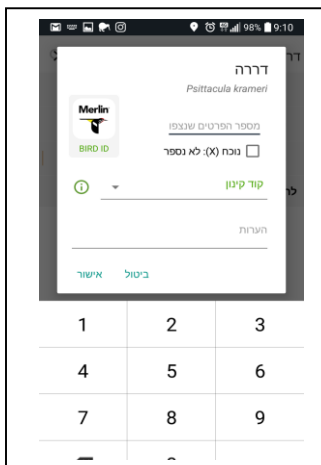 98% 9:10
דררה
דררה
Psittacula krameri
Merlin
BIRD ID
מספר הפרטים שנצפו
נוכח (X): לא נספר
קוד קינון
הערות
ביטול אישור
1 2 3
4 5 6
7 8 9